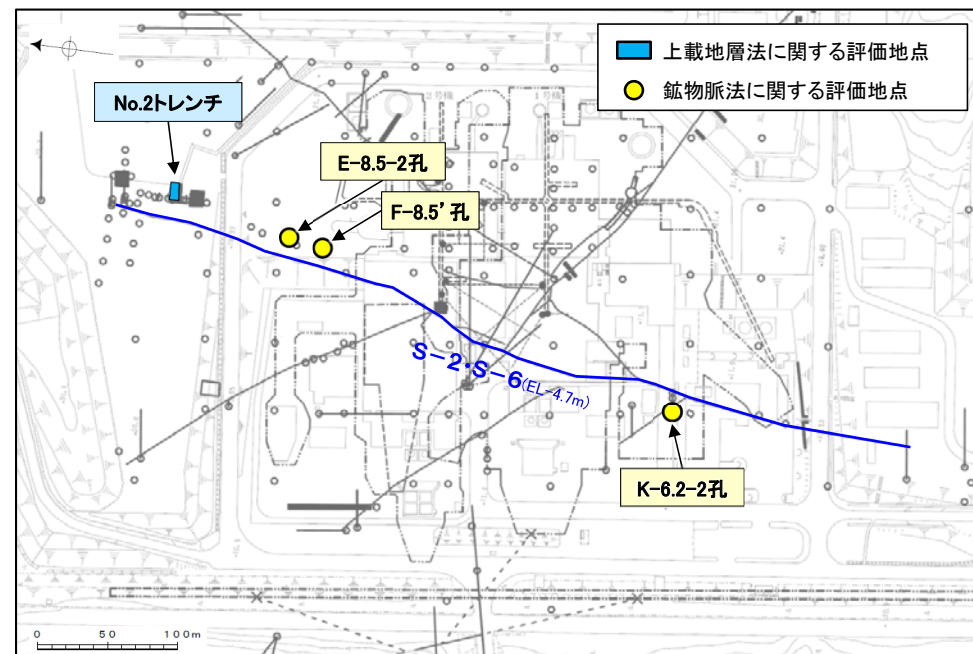 上載地層法に関する評価地点
鉱物脈法に関する評価地点
No.2トレンチ
E-8.5-2孔
F-8.5’孔
S-2・S-6(EL-4.7m)
K-6.2-2孔
0 50 100m